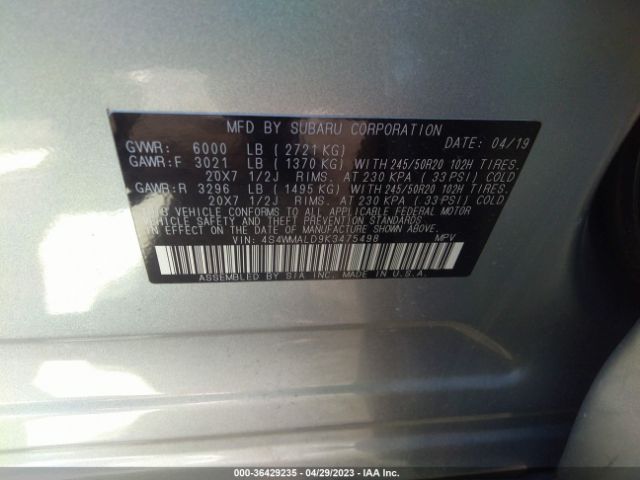 MFD BY SUBARU CORPORATION
GVWR: 6000 LB (2721 KG) DATE: 04/19
GAWR:F 3021 LB (1370 KG) WITH 245/50R20 102H TIRES.
20X7 1/2J RIMS. AT 230 KPA (33 PSI) COLD
GAWR:R 3296 LB (1495 KG) WITH 245/50R20 102H TIRES.
20X7 1/2J RIMS. AT 230 KPA (33 PSI) COLD
THIS VEHICLE CONFORMS TO ALL APPLICABLE FEDERAL MOTOR
VEHICLE SAFETY AND THEFT PREVENTION STANDARDS
IN EFFECT ON THE DATE OF MANUFACTURE SHOWN ABOVE.
VIN: 4S4WMALD9K3475498 MPV
ASSEMBLED BY SIA INC. MADE IN U.S.A.
000-36429235 - 04/29/2023 - IAA Inc.